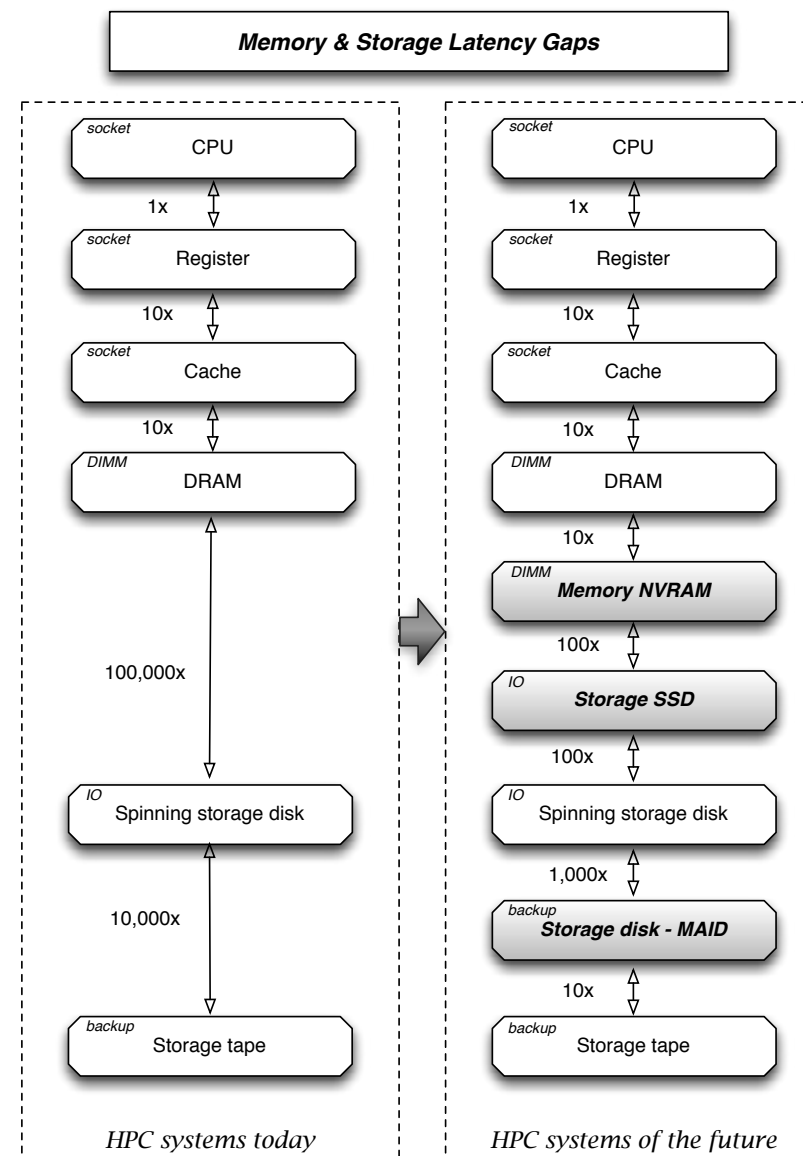 Memory & Storage Latency Gaps
socket
CPU
1x
socket
Register
10x
socket
Cache
10x
DIMM
DRAM
100,000x
IO
Spinning storage disk
10,000x
backup
Storage tape
HPC systems today
socket
CPU
1x
socket
Register
10x
socket
Cache
10x
DIMM
DRAM
10x
DIMM
Memory NVRAM
100x
IO
Storage SSD
100x
IO
Spinning storage disk
1,000x
backup
Storage disk - MAID
10x
backup
Storage tape
HPC systems of the future